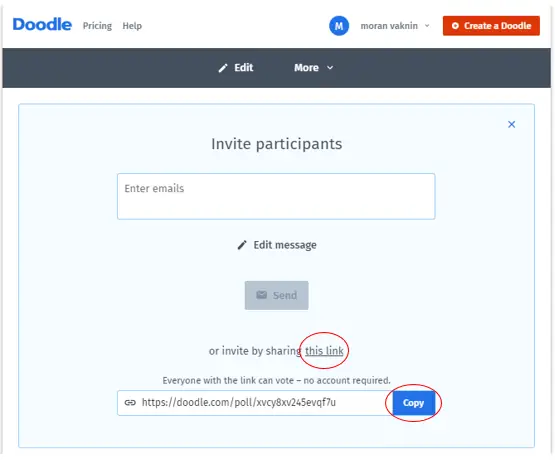 Doodle Pricing Help M moran vaknin Create a Doodle
Edit More
Invite participants
Enter emails
Edit message
Send
or invite by sharing this link
Everyone with the link can vote – no account required.
https://doodle.com/poll/xvcy8xv245evqf7u Copy